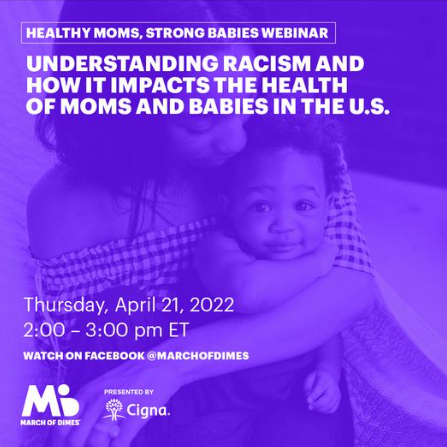 HEALTHY MOMS, STRONG BABIES WEBINAR
UNDERSTANDING RACISM AND
HOW IT IMPACTS THE HEALTH
OF MOMS AND BABIES IN THE U.S.
Thursday, April 21, 2022
2:00 – 3:00 pm ET
WATCH ON FACEBOOK @MARCHOFDIMES
MARCH OF DIMES
PRESENTED BY
Cigna.